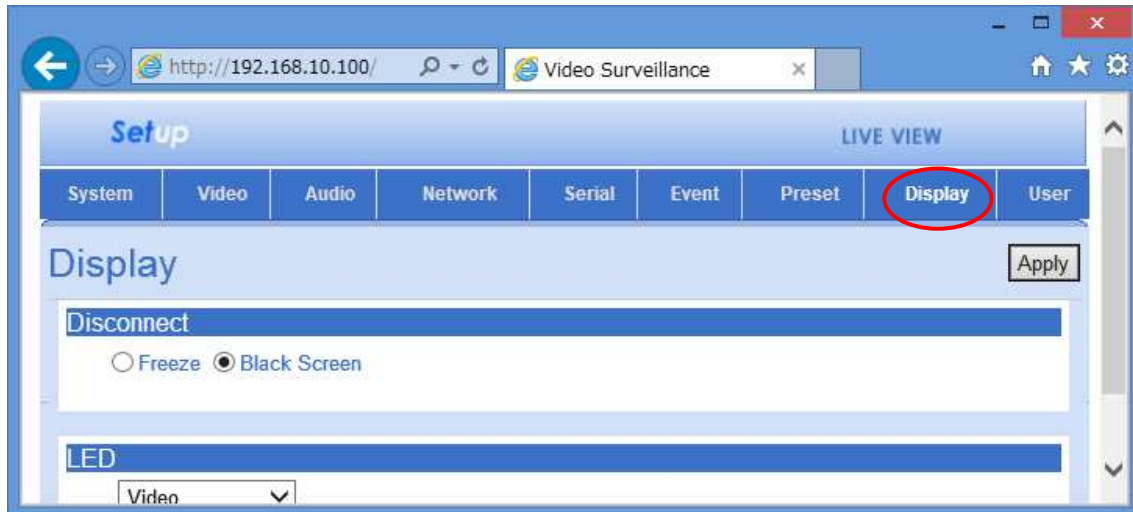 http://192.168.10.100/ Video Surveillance
Setup LIVE VIEW
System Video Audio Network Serial Event Preset Display User
Display Apply
Disconnect
Freeze Black Screen
LED
Video